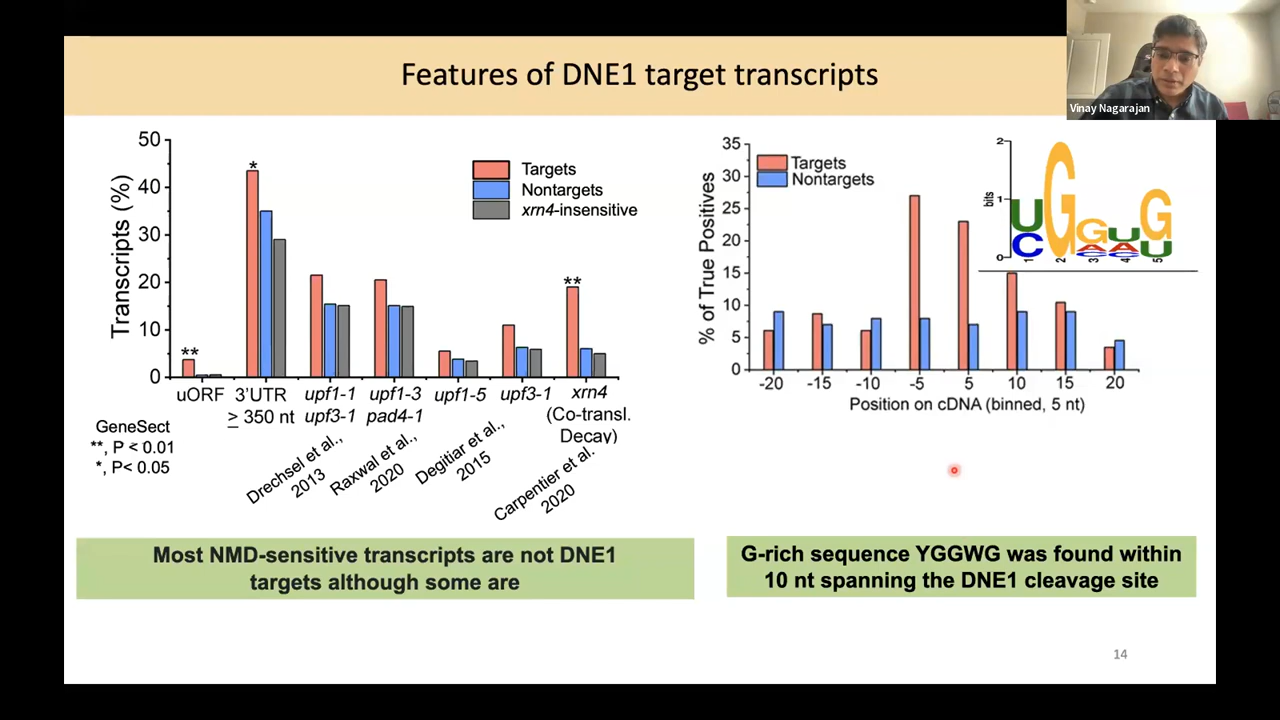 Features of DNE1 target transcripts
Vinay Nagarajan
50
40
30
20
10
0
Transcripts (%)
Targets
Nontargets
xrn4-insensitive
**
*
**
uORF
3'UTR
≥ 350 nt
upf1-1
upf3-1
upf1-3
pad4-1
upf1-5
upf3-1
xrn4
(Co-transl.
Decay)
GeneSect
**, P < 0.01
*, P< 0.05
Drechsel et al.,
2013
Raxwal et al.,
2020
Degitiar et al.,
2015
Carpentier et al.
2020
Most NMD-sensitive transcripts are not DNE1
targets although some are
35
30
25
20
15
10
5
0
% of True Positives
Targets
Nontargets
2
1
0
bits
U G G U G
C A A U
C C
1 2 3 4 5
-20 -15 -10 -5 5 10 15 20
Position on cDNA (binned, 5 nt)
G-rich sequence YGGWG was found within
10 nt spanning the DNE1 cleavage site
14